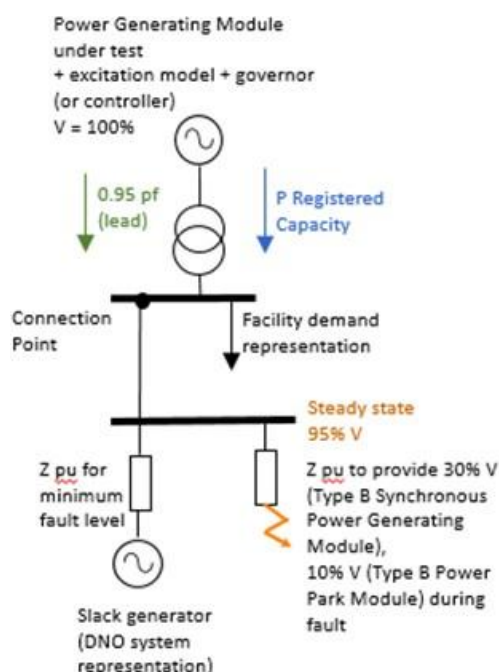 Power Generating Module
under test
+ excitation model + governor
(or controller)
V = 100%
0.95 pf
(lead)
P Registered
Capacity
Connection
Point
Facility demand
representation
Steady state
95% V
Z pu for
minimum
fault level
Z pu to provide 30% V
(Type B Synchronous
Power Generating
Module),
10% V (Type B Power
Park Module) during
fault
Slack generator
(DNO system
representation)